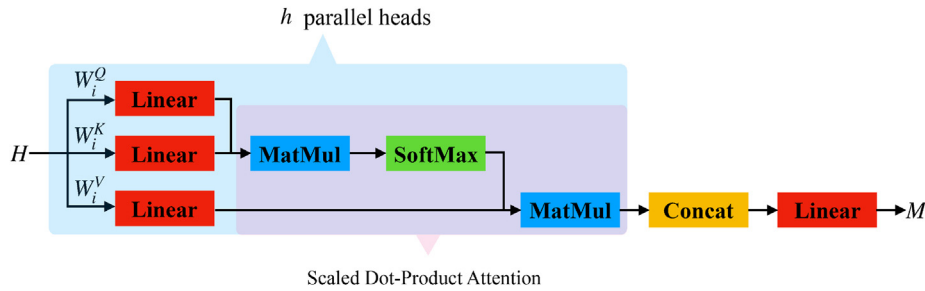 h parallel heads
W_i^Q
Linear
W_i^K
H
Linear
MatMul
SoftMax
W_i^V
Linear
MatMul
Concat
Linear
M
Scaled Dot-Product Attention